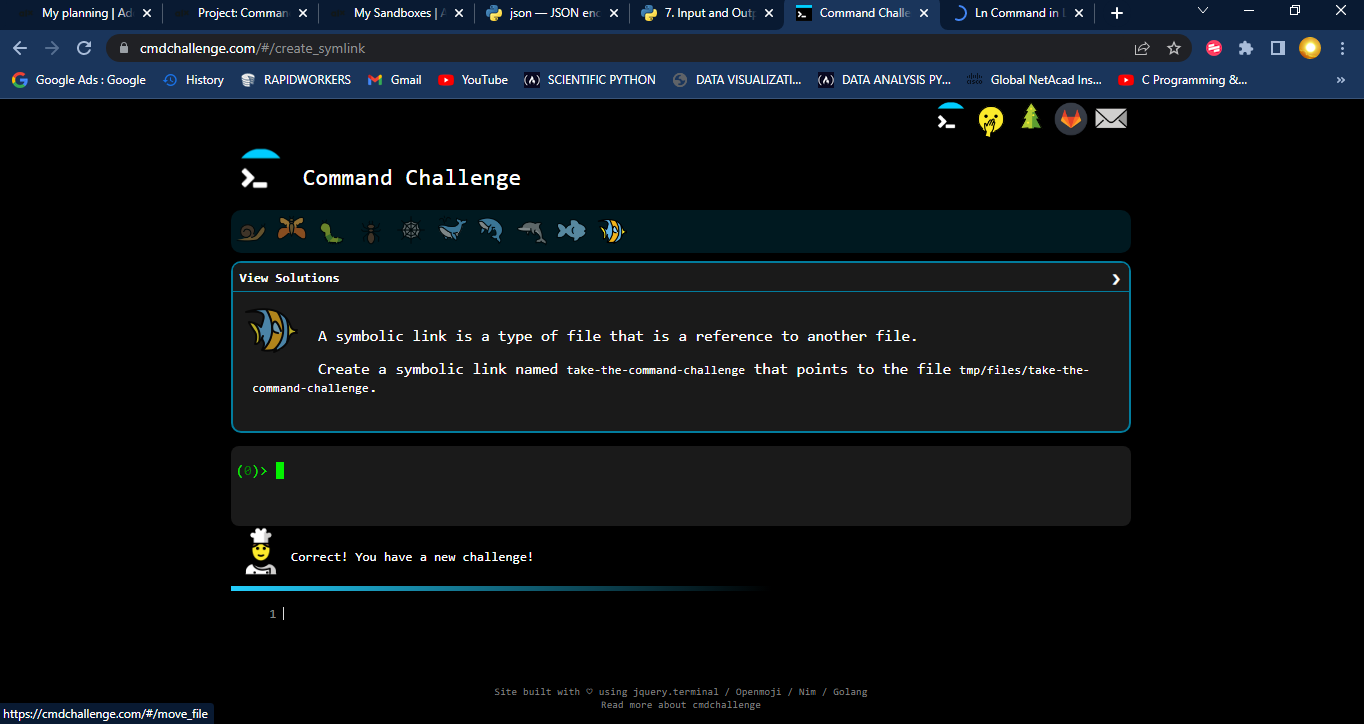 My planning | Ad
Project: Comman
My Sandboxes | A
json — JSON enc
7. Input and Outp
Command Challe
Ln Command in L
cmdchallenge.com/#/create_symlink
Google Ads : Google
History
RAPIDWORKERS
Gmail
YouTube
SCIENTIFIC PYTHON
DATA VISUALIZATI...
DATA ANALYSIS PY...
Global NetAcad Ins...
C Programming &...
»
Command Challenge
View Solutions
A symbolic link is a type of file that is a reference to another file.
Create a symbolic link named take-the-command-challenge that points to the file tmp/files/take-the-
command-challenge.
(0)>
Correct! You have a new challenge!
1
Site built with ♡ using jquery.terminal / Openmoji / Nim / Golang
Read more about cmdchallenge
https://cmdchallenge.com/#/move_file